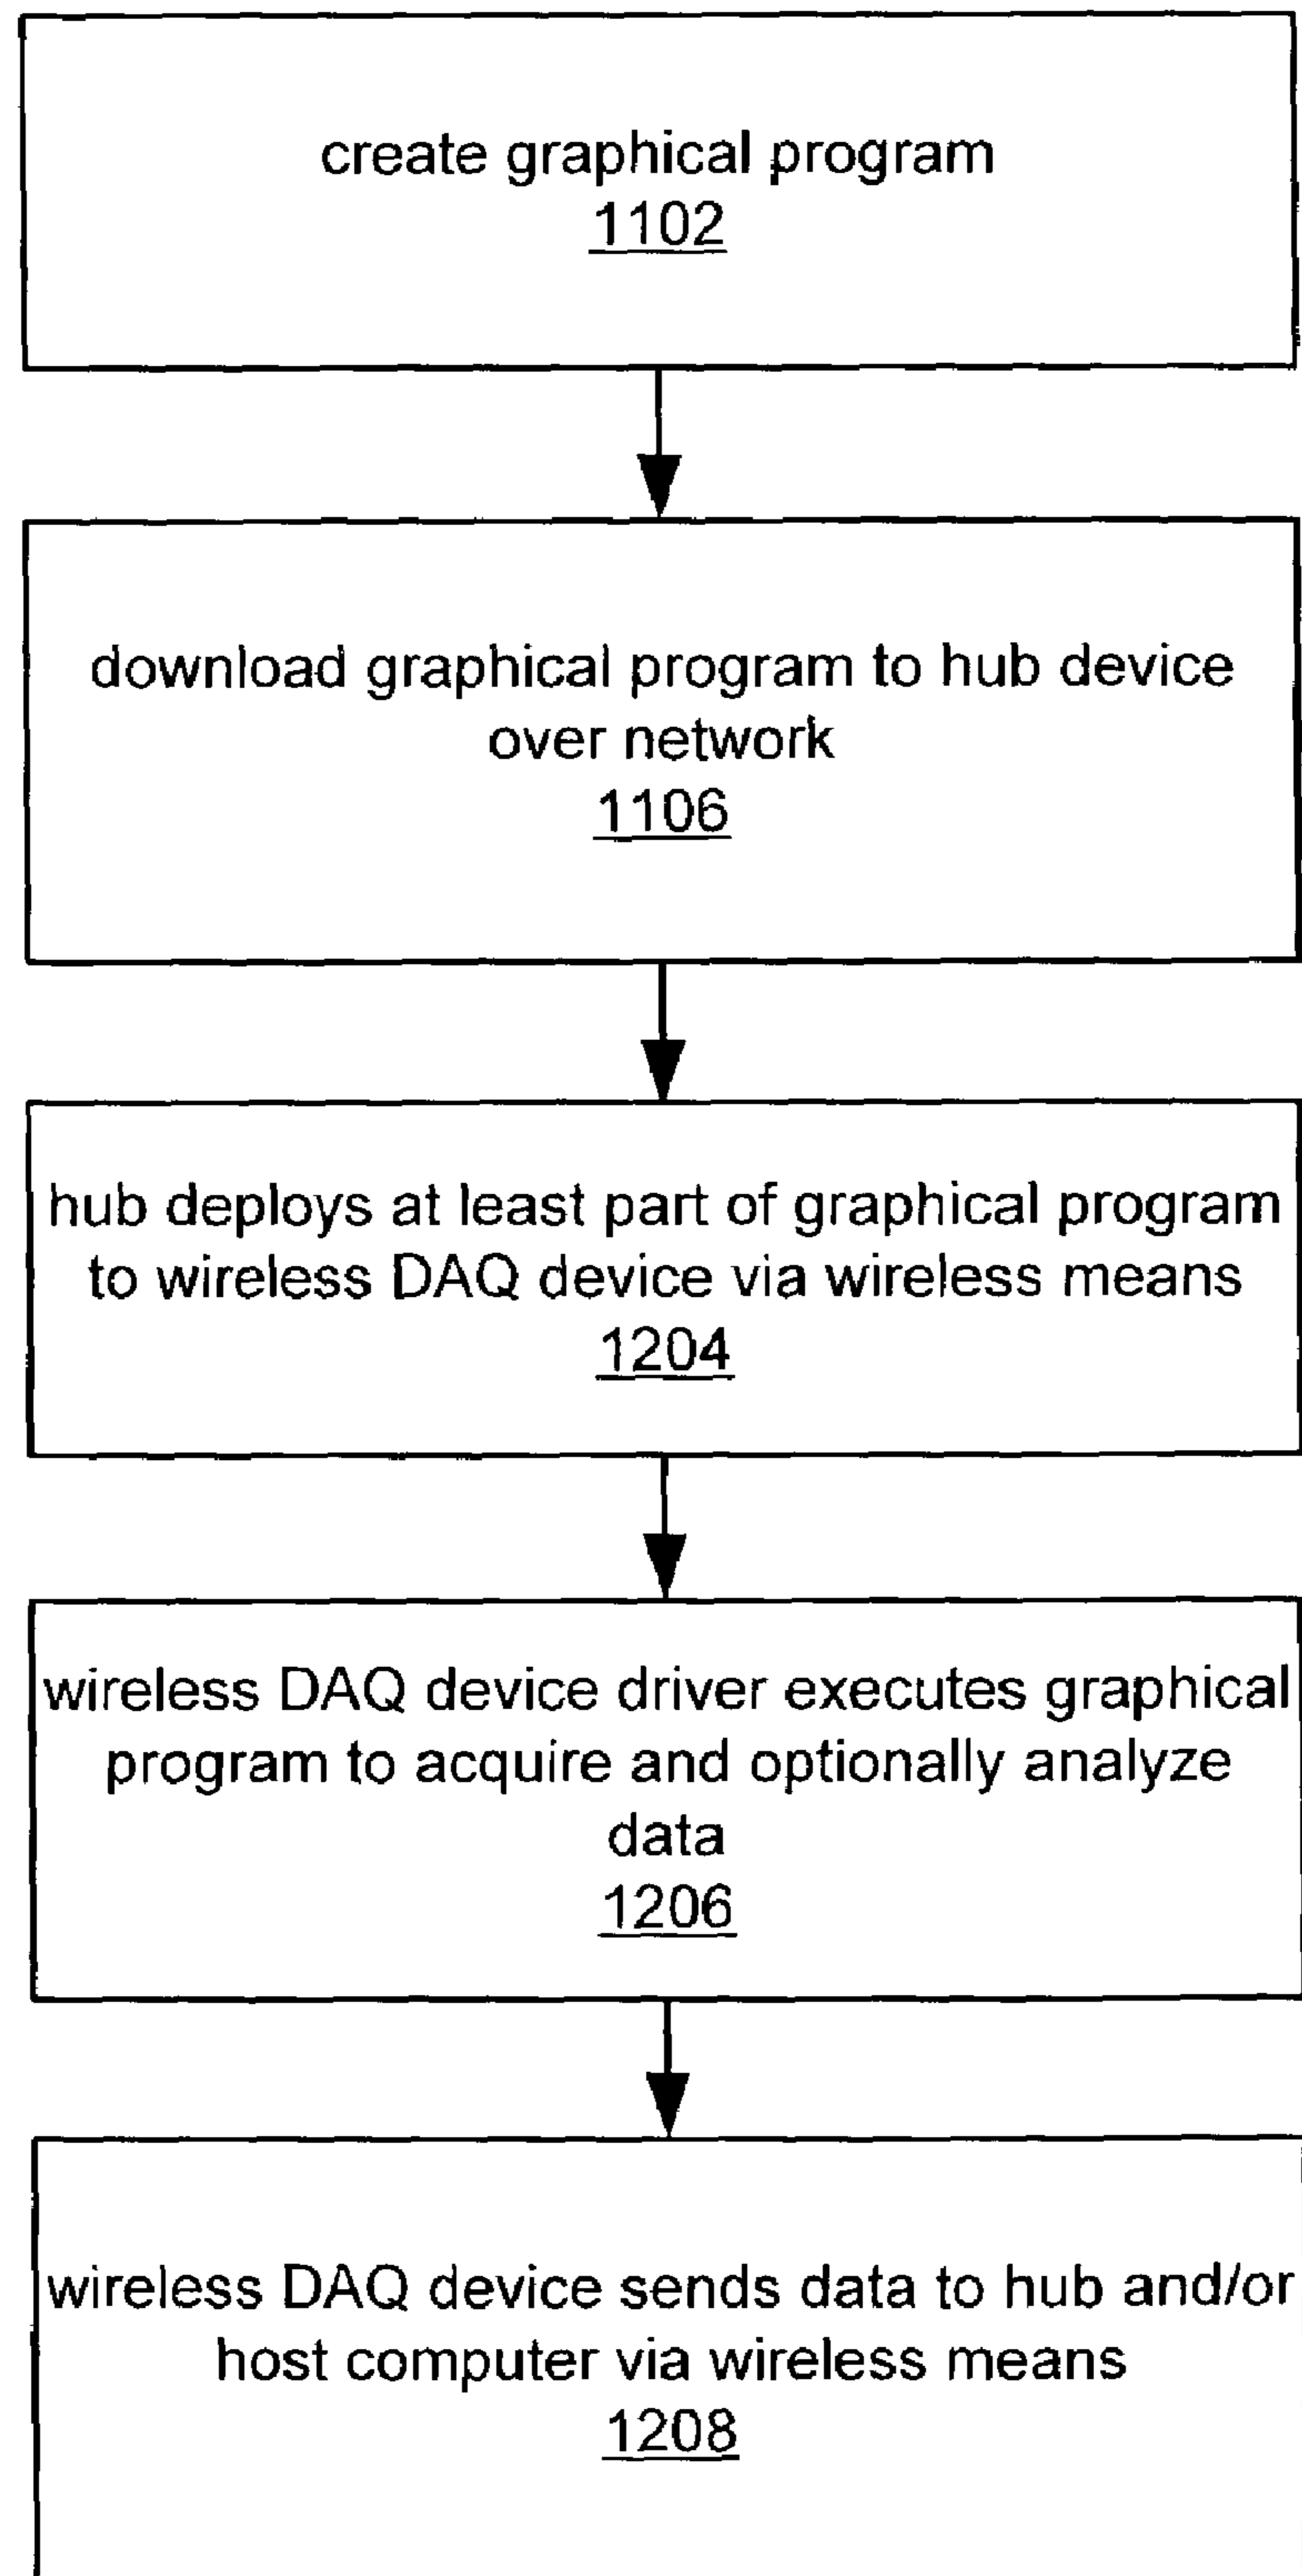 create graphical program
1102
download graphical program to hub device
over network
1106
hub deploys at least part of graphical program
to wireless DAQ device via wireless means
1204
wireless DAQ device driver executes graphical
program to acquire and optionally analyze
data
1206
wireless DAQ device sends data to hub and/or
host computer via wireless means
1208